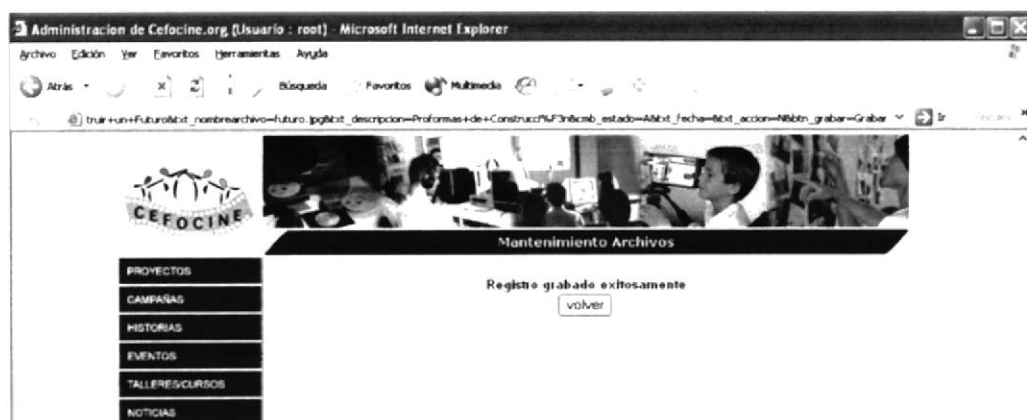 Administracion de Cefocine.org (Usuario : root) - Microsoft Internet Explorer
Archivo Edición Ver Favoritos Herramientas Ayuda
Atrás Búsqueda Favoritos Multimedia
truir+un+Futuro&txt_nombrearchivo=futuro.jpg&txt_descripcion=Proformas+de+Construcci%F3n&cmb_estado=A&txt_fecha=&txt_accion=N&btn_grabar=Grabar Ir
CEFOCINE
Mantenimiento Archivos
PROYECTOS
Registro grabado exitosamente
CAMPAÑAS
volver
HISTORIAS
EVENTOS
TALLERES/CURSOS
NOTICIAS